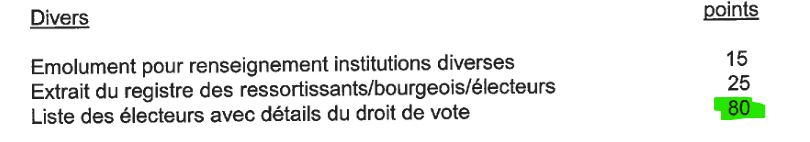 Divers points
Emolument pour renseignement institutions diverses 15
Extrait du registre des ressortissants/bourgeois/électeurs 25
Liste des électeurs avec détails du droit de vote 80